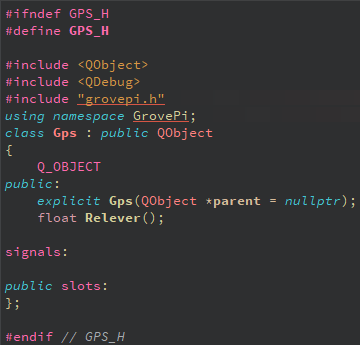 #ifndef GPS_H
#define GPS_H
#include <QObject>
#include <QDebug>
#include "grovepi.h"
using namespace GrovePi;
class Gps : public QObject
{
Q_OBJECT
public:
explicit Gps(QObject *parent = nullptr);
float Relever();
signals:
public slots:
};
#endif // GPS_H